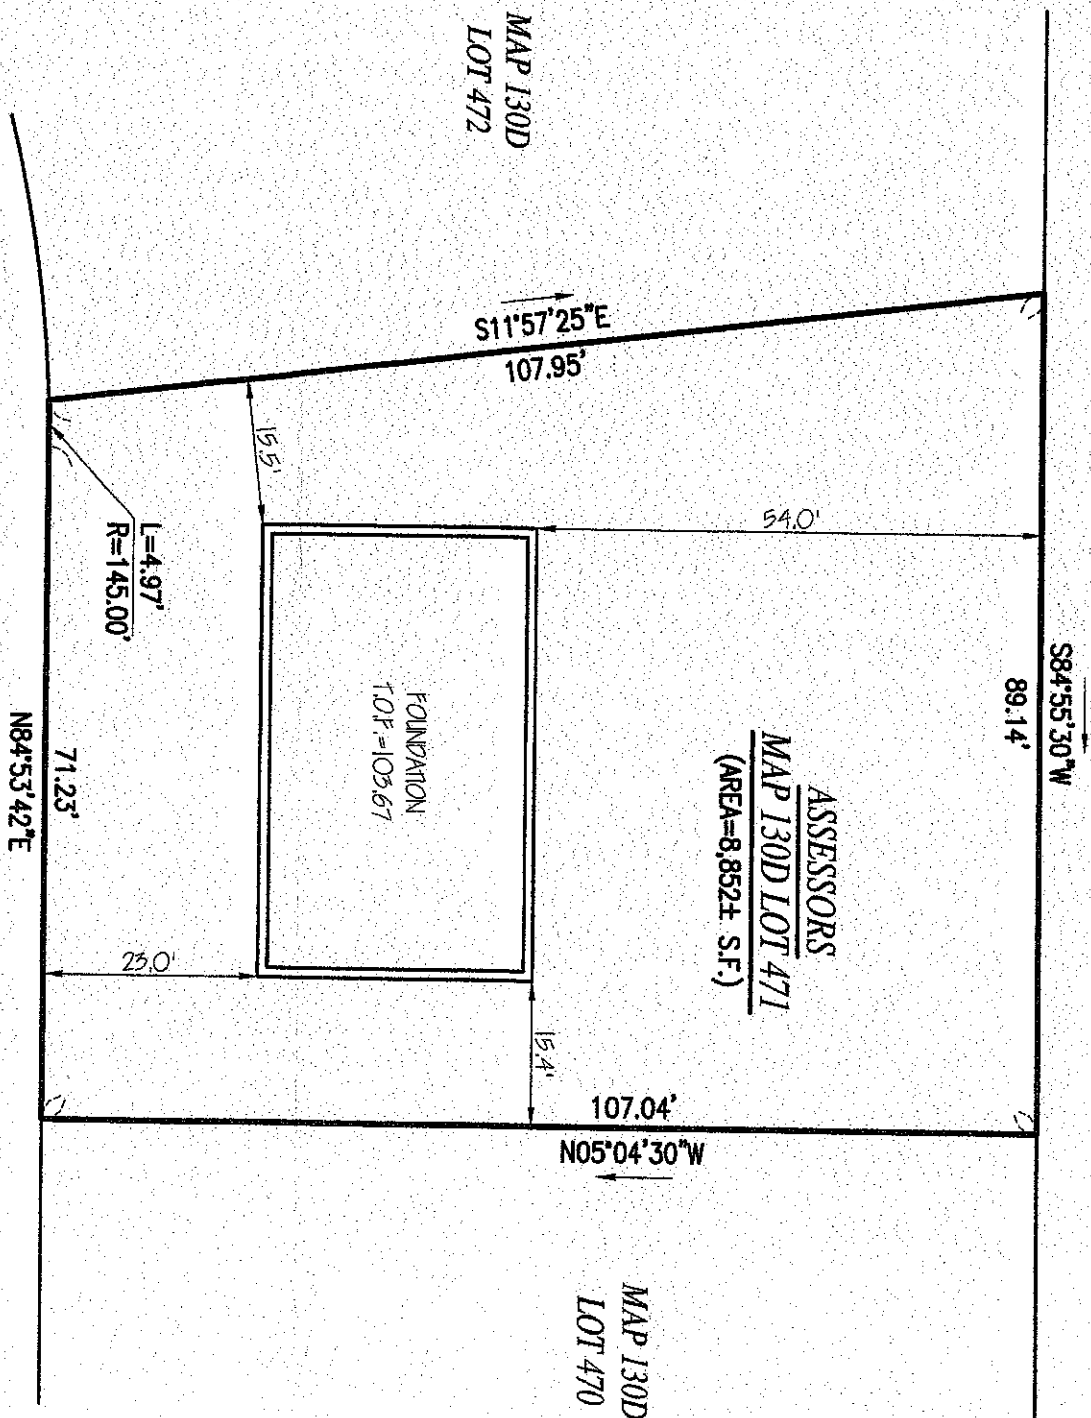 MAP 130D
LOT 472
S11°57'25"E
107.95'
15.5'
54.0'
L=4.97'
R=145.00'
S84°55'30"W
89.14'
ASSESSORS
MAP 130D LOT 471
(AREA=8,852± S.F.)
FOUNDATION
T.O.F.=103.67
71.23'
N84°53'42"E
23.0'
15.4'
107.04'
N05°04'30"W
MAP 130D
LOT 470